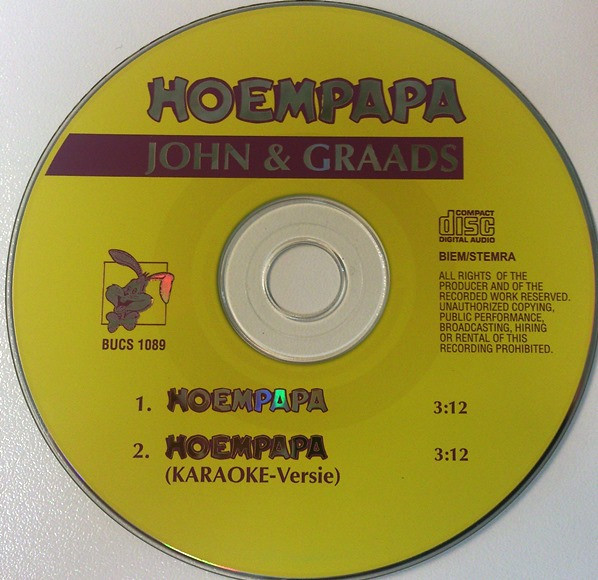 HOEMPAPA
JOHN & GRAADS
COMPACT
disc
DIGITAL AUDIO
BIEM/STEMRA
ALL RIGHTS OF THE
PRODUCER AND OF THE
RECORDED WORK RESERVED.
UNAUTHORIZED COPYING,
PUBLIC PERFORMANCE,
BROADCASTING, HIRING
OR RENTAL OF THIS
RECORDING PROHIBITED.
BUCS 1089
1. HOEMPAPA 3:12
2. HOEMPAPA 3:12
(KARAOKE-Versie)